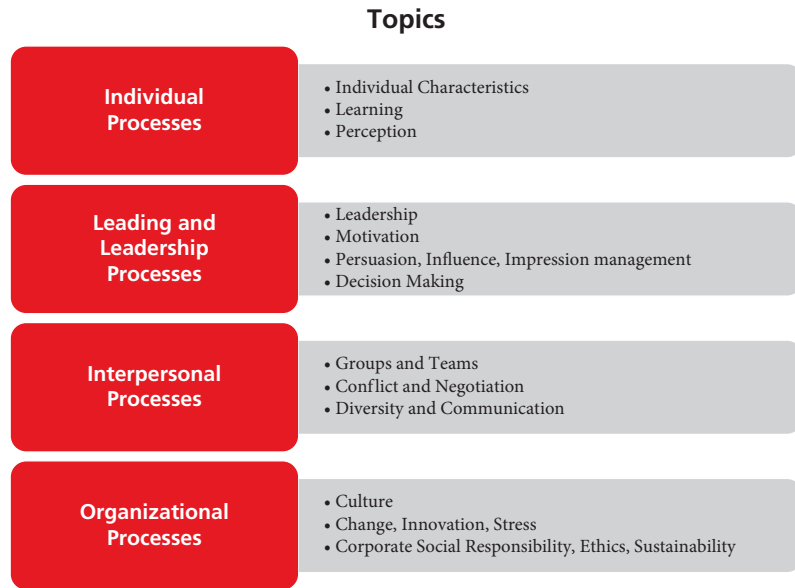 Topics
Individual
Processes
• Individual Characteristics
• Learning
• Perception
Leading and
Leadership
Processes
• Leadership
• Motivation
• Persuasion, Influence, Impression management
• Decision Making
Interpersonal
Processes
• Groups and Teams
• Conflict and Negotiation
• Diversity and Communication
Organizational
Processes
• Culture
• Change, Innovation, Stress
• Corporate Social Responsibility, Ethics, Sustainability